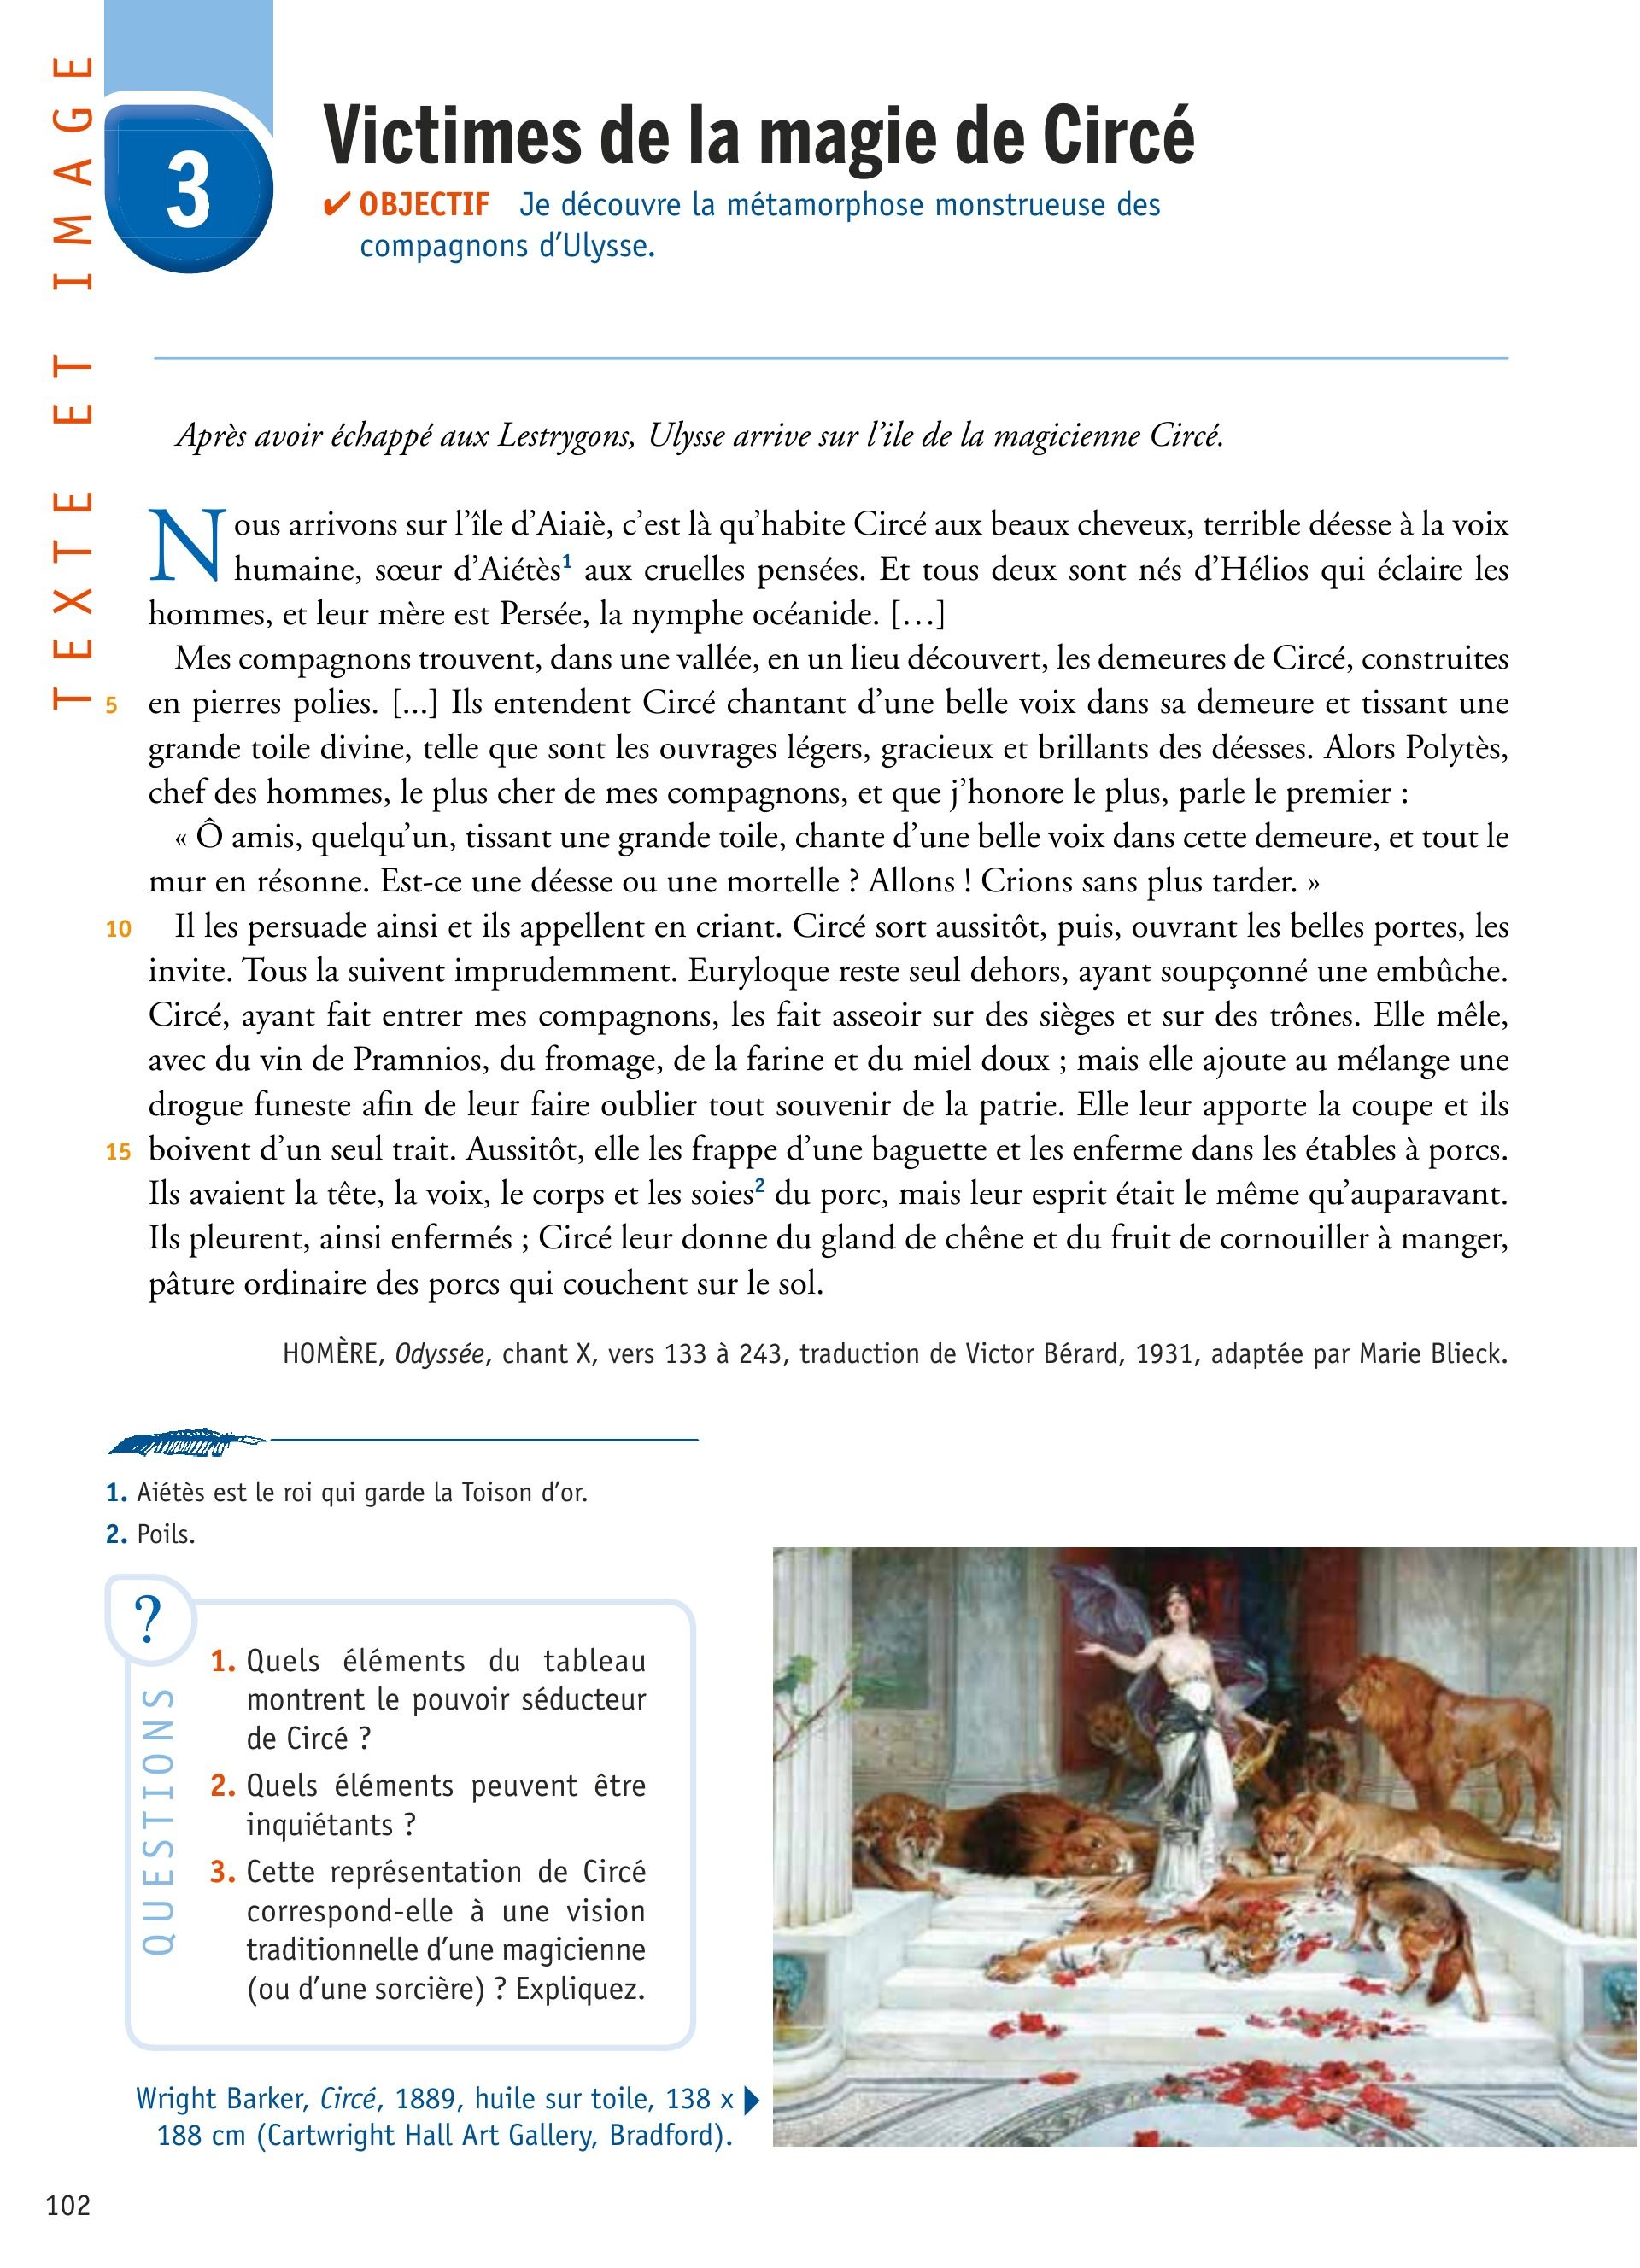 TEXTE ET IMAGE
3
Victimes de la magie de Circé
✔ OBJECTIF Je découvre la métamorphose monstrueuse des
compagnons d’Ulysse.
Après avoir échappé aux Lestrygons, Ulysse arrive sur l’ile de la magicienne Circé.
Nous arrivons sur l’île d’Aiaiè, c’est là qu’habite Circé aux beaux cheveux, terrible déesse à la voix
humaine, sœur d’Aiétès1 aux cruelles pensées. Et tous deux sont nés d’Hélios qui éclaire les
hommes, et leur mère est Persée, la nymphe océanide. […]
Mes compagnons trouvent, dans une vallée, en un lieu découvert, les demeures de Circé, construites
5 en pierres polies. [...] Ils entendent Circé chantant d’une belle voix dans sa demeure et tissant une
grande toile divine, telle que sont les ouvrages légers, gracieux et brillants des déesses. Alors Polytès,
chef des hommes, le plus cher de mes compagnons, et que j’honore le plus, parle le premier :
« Ô amis, quelqu’un, tissant une grande toile, chante d’une belle voix dans cette demeure, et tout le
mur en résonne. Est-ce une déesse ou une mortelle ? Allons ! Crions sans plus tarder. »
10 Il les persuade ainsi et ils appellent en criant. Circé sort aussitôt, puis, ouvrant les belles portes, les
invite. Tous la suivent imprudemment. Euryloque reste seul dehors, ayant soupçonné une embûche.
Circé, ayant fait entrer mes compagnons, les fait asseoir sur des sièges et sur des trônes. Elle mêle,
avec du vin de Pramnios, du fromage, de la farine et du miel doux ; mais elle ajoute au mélange une
drogue funeste afin de leur faire oublier tout souvenir de la patrie. Elle leur apporte la coupe et ils
15 boivent d’un seul trait. Aussitôt, elle les frappe d’une baguette et les enferme dans les étables à porcs.
Ils avaient la tête, la voix, le corps et les soies2 du porc, mais leur esprit était le même qu’auparavant.
Ils pleurent, ainsi enfermés ; Circé leur donne du gland de chêne et du fruit de cornouiller à manger,
pâture ordinaire des porcs qui couchent sur le sol.
HOMÈRE, Odyssée, chant X, vers 133 à 243, traduction de Victor Bérard, 1931, adaptée par Marie Blieck.
1. Aiétès est le roi qui garde la Toison d’or.
2. Poils.
?
QUESTIONS
1. Quels éléments du tableau
montrent le pouvoir séducteur
de Circé ?
2. Quels éléments peuvent être
inquiétants ?
3. Cette représentation de Circé
correspond-elle à une vision
traditionnelle d’une magicienne
(ou d’une sorcière) ? Expliquez.
Wright Barker, Circé, 1889, huile sur toile, 138 x
188 cm (Cartwright Hall Art Gallery, Bradford).
102